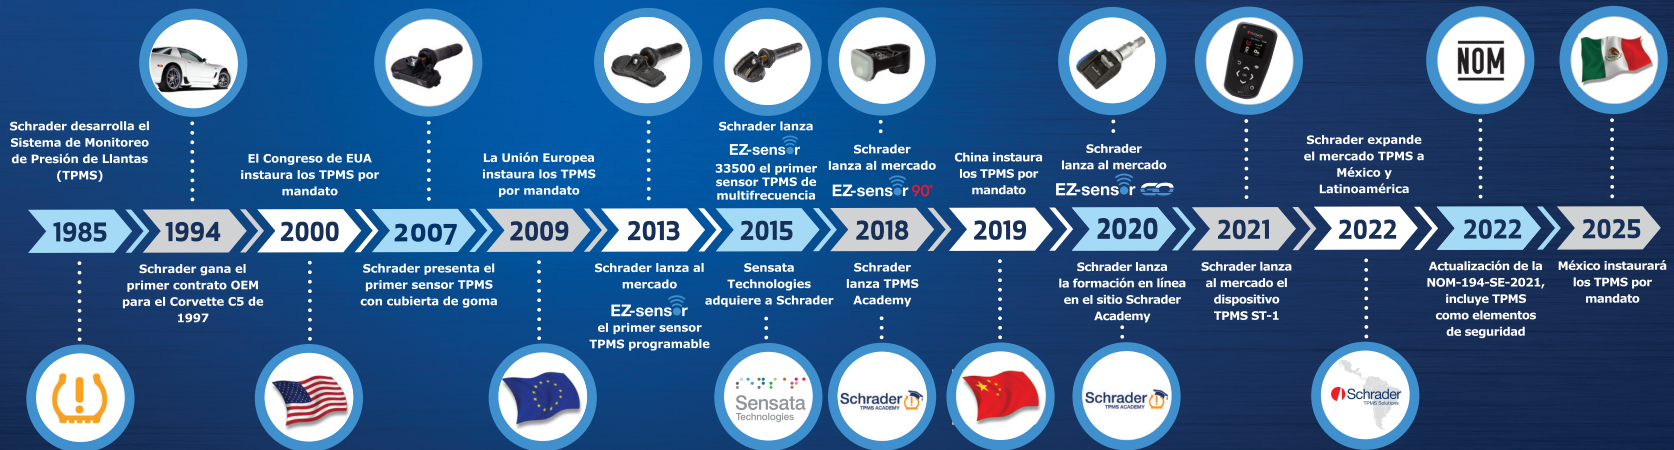 Schrader desarrolla el
Sistema de Monitoreo
de Presión de Llantas
(TPMS)
1985
1994
Schrader gana el
primer contrato OEM
para el Corvette C5 de
1997
El Congreso de EUA
instaura los TPMS por
mandato
2000
2007
Schrader presenta el
primer sensor TPMS
con cubierta de goma
La Unión Europea
instaura los TPMS
por mandato
2009
2013
Schrader lanza al
mercado
EZ-sensor
el primer sensor
TPMS programable
Schrader lanza
EZ-sensor
33500 el primer
sensor TPMS de
multifrecuencia
2015
Sensata
Technologies
adquiere a Schrader
Sensata
Technologies
Schrader
lanza al mercado
EZ-sensor 90°
2018
Schrader
lanza TPMS
Academy
Schrader
TPMS ACADEMY
China instaura
los TPMS por
mandato
2019
Schrader
lanza al mercado
EZ-sensor GO
2020
Schrader lanza
la formación en línea
en el sitio Schrader
Academy
Schrader
TPMS ACADEMY
2021
Schrader lanza
al mercado el
dispositivo
TPMS ST-1
Schrader expande
el mercado TPMS a
México y
Latinoamérica
2022
Schrader
TPMS Solutions
NOM
2022
Actualización de la
NOM-194-SE-2021,
incluye TPMS
como elementos
de seguridad
2025
México instaurará
los TPMS por
mandato